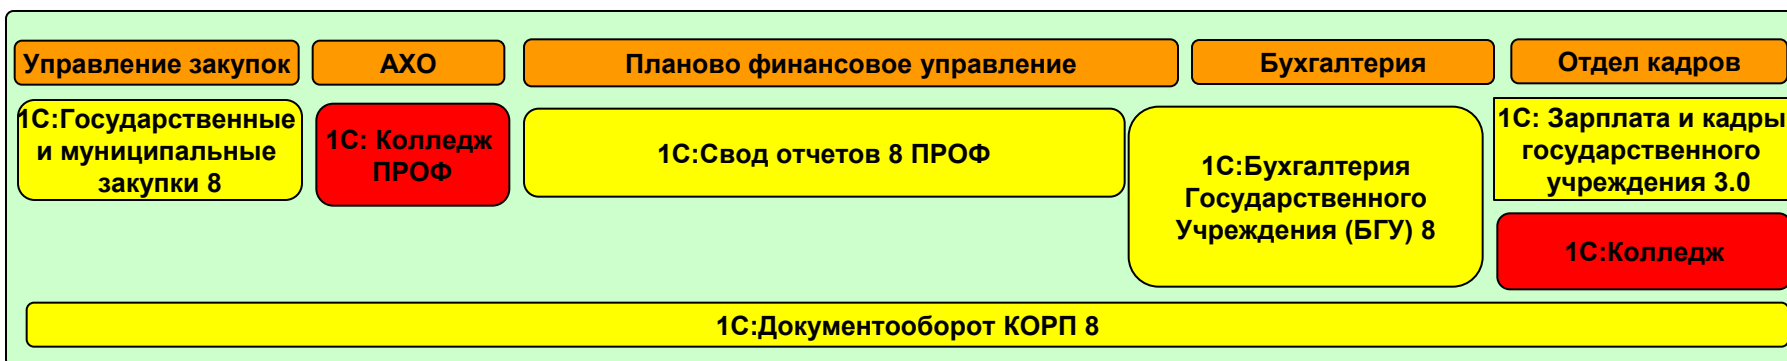 Управление закупок
АХО
Планово финансовое управление
Бухгалтерия
Отдел кадров
1С:Государственные
и муниципальные
закупки 8
1С: Колледж
ПРОФ
1С:Свод отчетов 8 ПРОФ
1С:Бухгалтерия
Государственного
Учреждения (БГУ) 8
1С: Зарплата и кадры
государственного
учреждения 3.0
1С:Колледж
1С:Документооборот КОРП 8